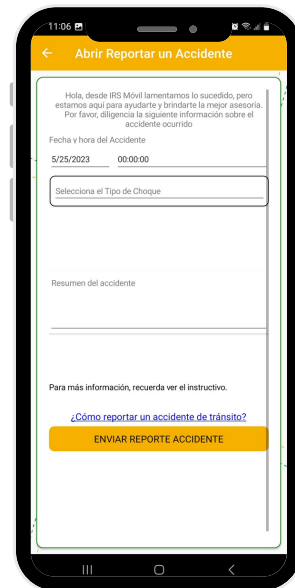 11:06
Abrir Reportar un Accidente
Hola, desde IRS Móvil lamentamos lo sucedido, pero
estamos aquí para ayudarte y brindarte la mejor asesoría.
Por favor, diligencia la siguiente información sobre el
accidente ocurrido
Fecha y hora del Accidente
5/25/2023 00:00:00
Selecciona el Tipo de Choque
Resumen del accidente
Para más información, recuerda ver el instructivo.
¿Cómo reportar un accidente de tránsito?
ENVIAR REPORTE ACCIDENTE